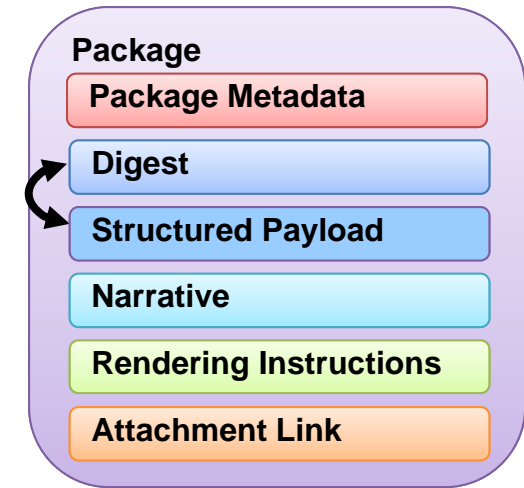 Package
Package Metadata
Digest
Structured Payload
Narrative
Rendering Instructions
Attachment Link